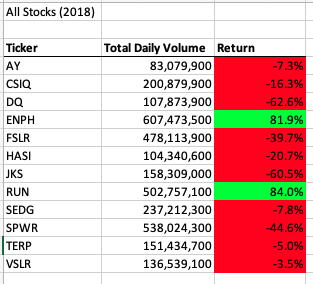 All Stocks (2018)
Ticker Total Daily Volume Return
AY 83,079,900 -7.3%
CSIQ 200,879,900 -16.3%
DQ 107,873,900 -62.6%
ENPH 607,473,500 81.9%
FSLR 478,113,900 -39.7%
HASI 104,340,600 -20.7%
JKS 158,309,000 -60.5%
RUN 502,757,100 84.0%
SEDG 237,212,300 -7.8%
SPWR 538,024,300 -44.6%
TERP 151,434,700 -5.0%
VSLR 136,539,100 -3.5%